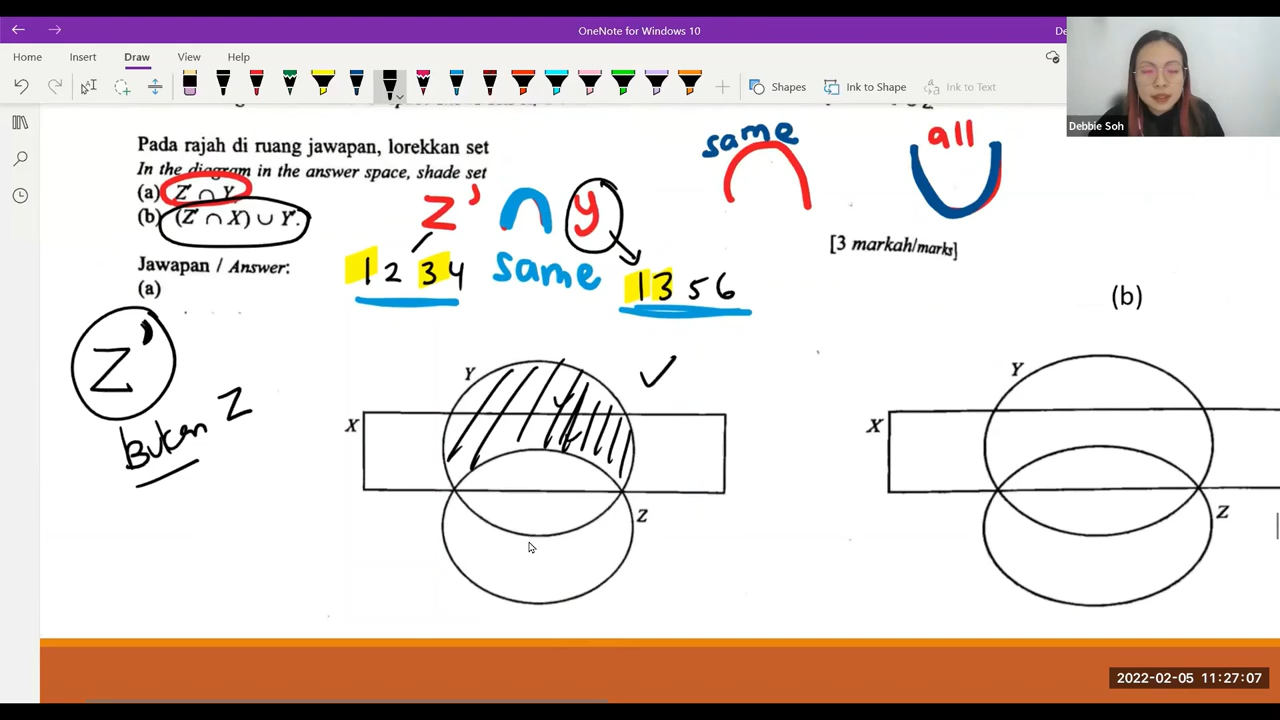 OneNote for Windows 10
De
Home Insert Draw View Help
Shapes Ink to Shape Ink to Text
Debbie Soh
Pada rajah di ruang jawapan, lorekkan set
In the diagram in the answer space, shade set
(a) Z' ∩ Y
(b) (Z' ∩ X) ∪ Y'.
same
all
Z' ∩ y
[3 markah/marks]
Jawapan / Answer:
1 2 3 4 same 1 3 5 6
(a)
(b)
Z'
Bukan Z
Y
X
Z
Y
X
Z
2022-02-05 11:27:07